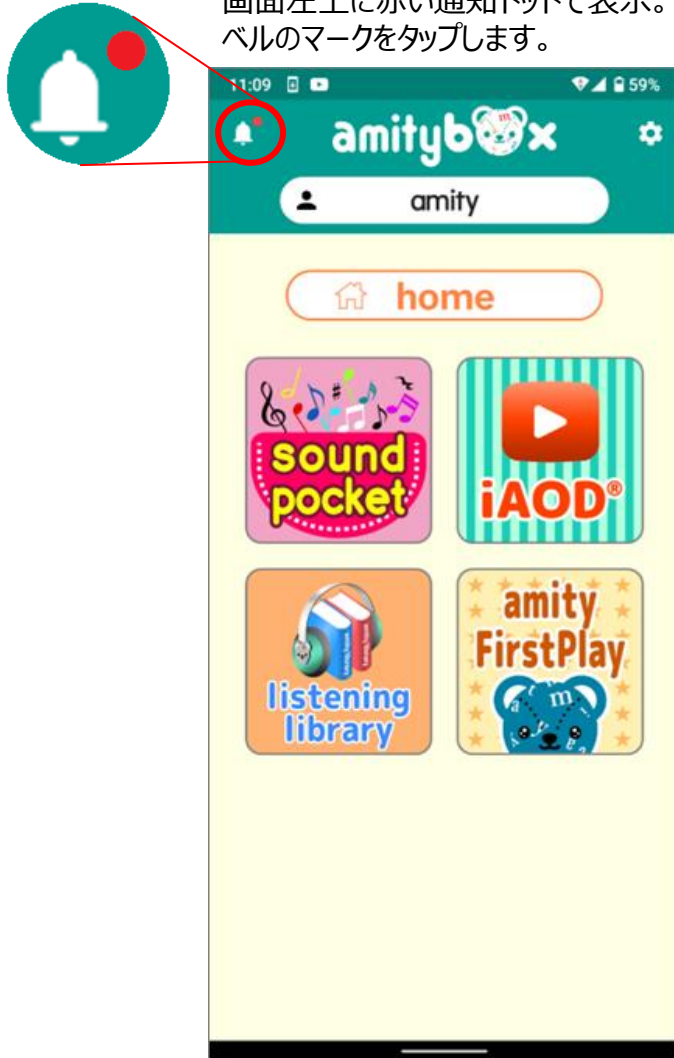 画面左上に赤い通知ドットで表示。
ベルのマークをタップします。
11:09 59%
amitybox
amity
home
sound
pocket
iAOD®
listening
library
amity
FirstPlay